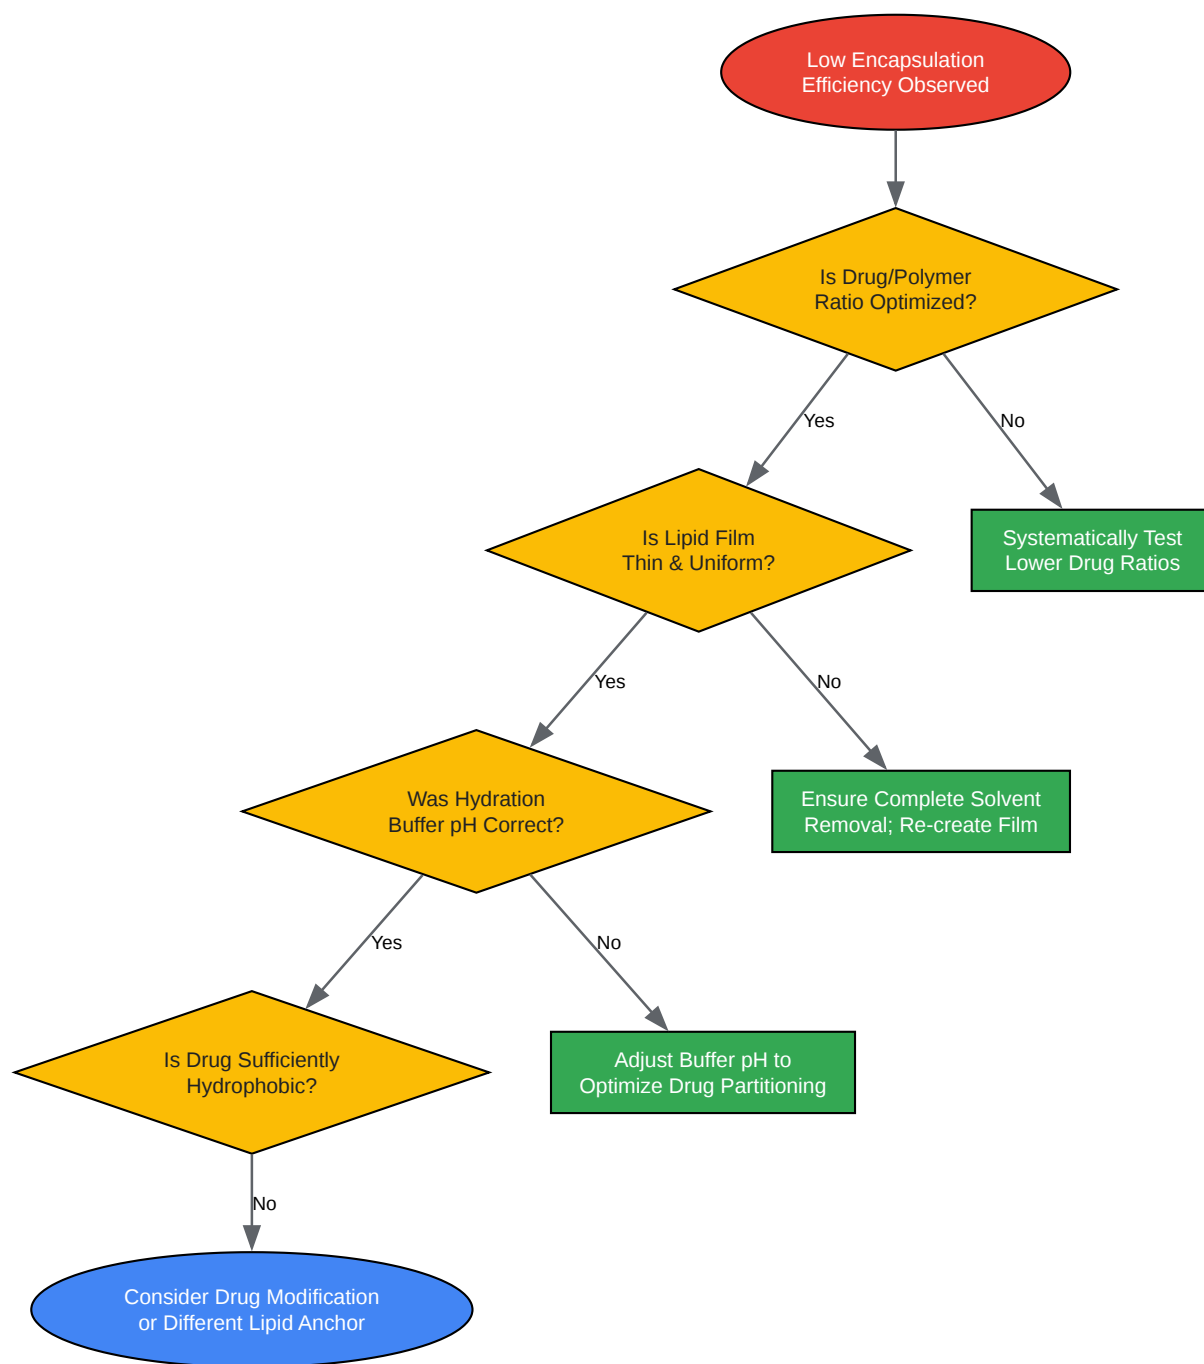 Low Encapsulation
Efficiency Observed
Is Drug/Polymer
Ratio Optimized?
Yes
No
Is Lipid Film
Thin & Uniform?
Systematically Test
Lower Drug Ratios
Yes
No
Was Hydration
Buffer pH Correct?
Ensure Complete Solvent
Removal; Re-create Film
Yes
No
Is Drug Sufficiently
Hydrophobic?
Adjust Buffer pH to
Optimize Drug Partitioning
No
Consider Drug Modification
or Different Lipid Anchor